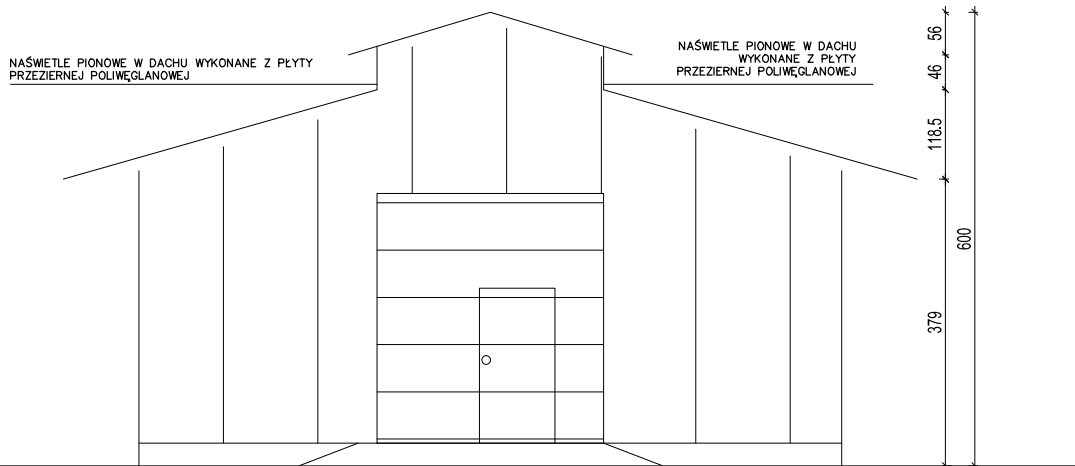 NAŚWIETLE PIONOWE W DACHU WYKONANE Z PŁYTY
PRZEZIERNEJ POLIWĘGLANOWEJ
NAŚWIETLE PIONOWE W DACHU
WYKONANE Z PŁYTY
PRZEZIERNEJ POLIWĘGLANOWEJ
56
46
118.5
600
379